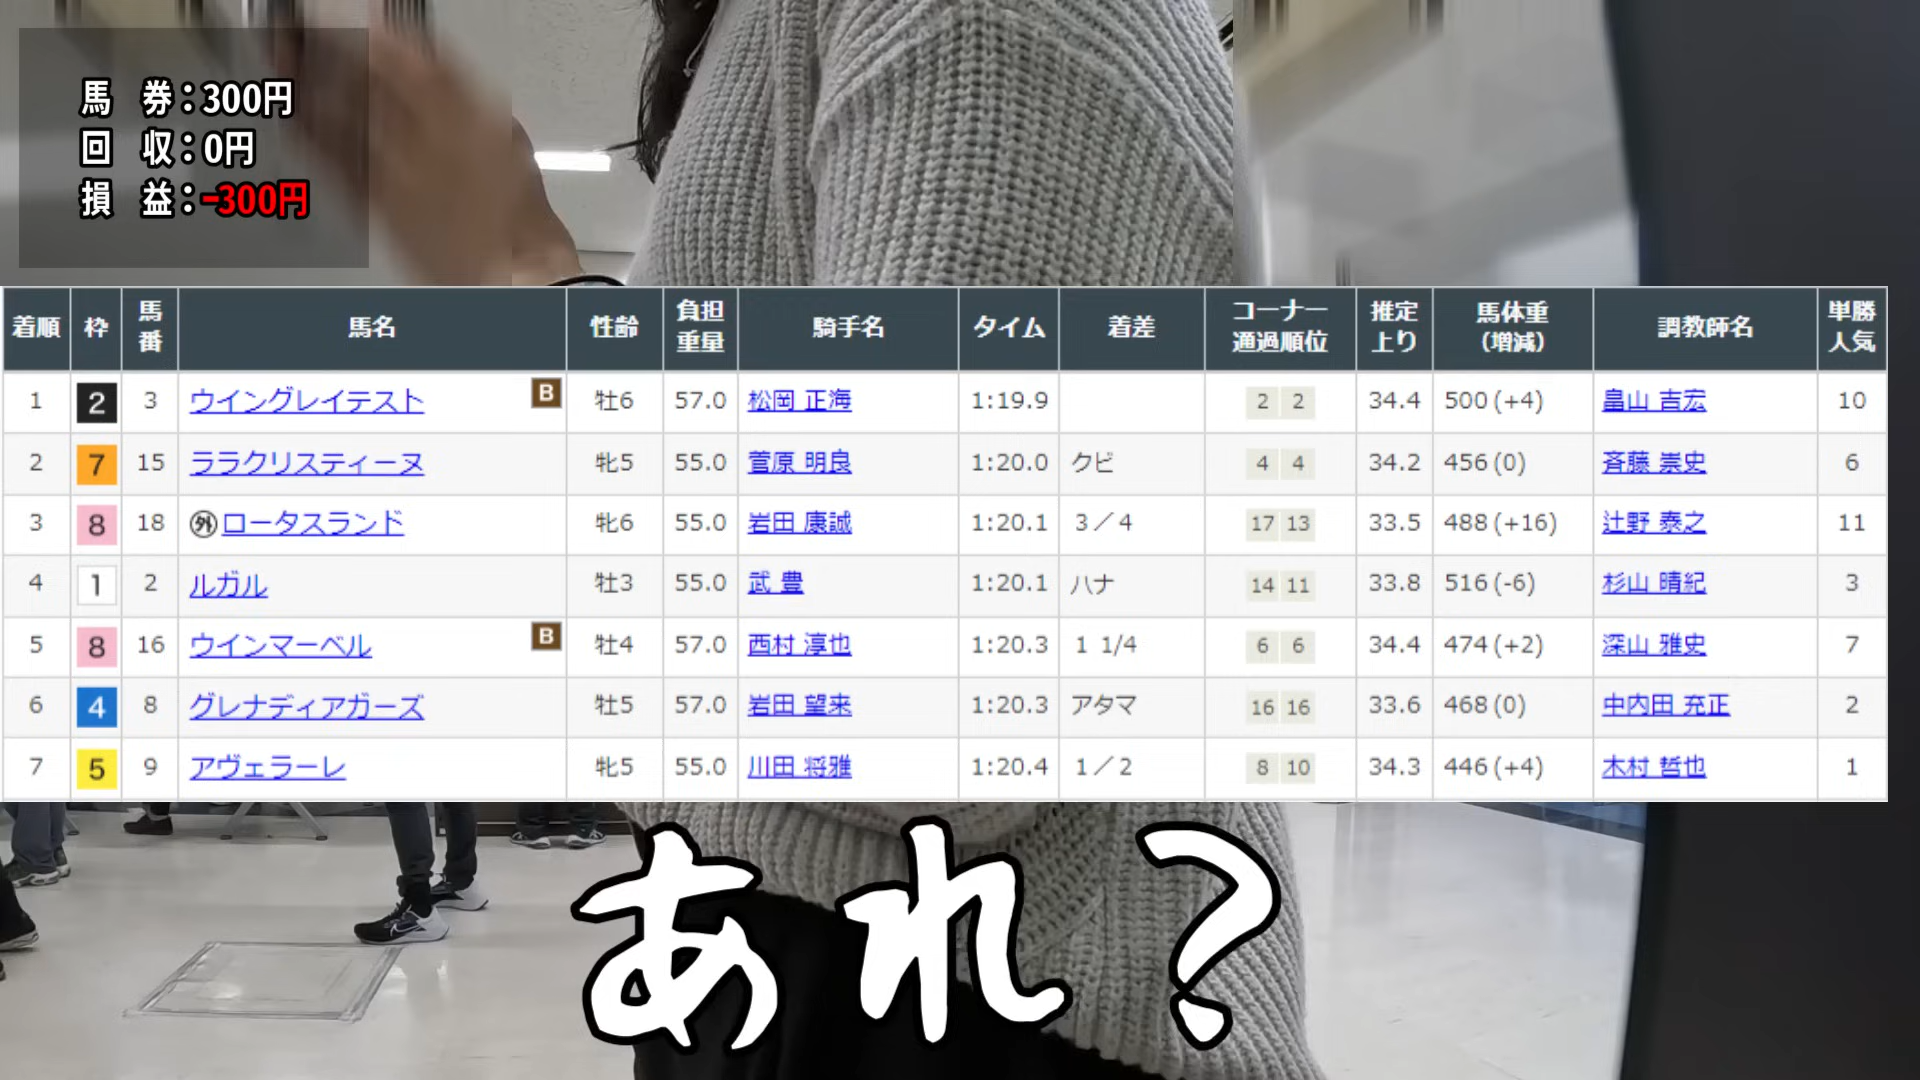 馬 券：300円
回 収：0円
損 益：-300円
着順 枠 馬番 馬名 性齢 負担重量 騎手名 タイム 着差 コーナー通過順位 推定上り 馬体重(増減) 調教師名 単勝人気
1 2 3 ウイングレイテスト B 牡6 57.0 松岡 正海 1:19.9 2 2 34.4 500(+4) 畠山 吉宏 10
2 7 15 ララクリスティーヌ 牝5 55.0 菅原 明良 1:20.0 クビ 4 4 34.2 456(0) 斉藤 崇史 6
3 8 18 外 ロータスランド 牝6 55.0 岩田 康誠 1:20.1 3／4 17 13 33.5 488(+16) 辻野 泰之 11
4 1 2 ルガル 牡3 55.0 武 豊 1:20.1 ハナ 14 11 33.8 516(-6) 杉山 晴紀 3
5 8 16 ウインマーベル B 牡4 57.0 西村 淳也 1:20.3 1 1/4 6 6 34.4 474(+2) 深山 雅史 7
6 4 8 グレナディアガーズ 牡5 57.0 岩田 望来 1:20.3 アタマ 16 16 33.6 468(0) 中内田 充正 2
7 5 9 アヴェラーレ 牝5 55.0 川田 将雅 1:20.4 1／2 8 10 34.3 446(+4) 木村 哲也 1
あれ？